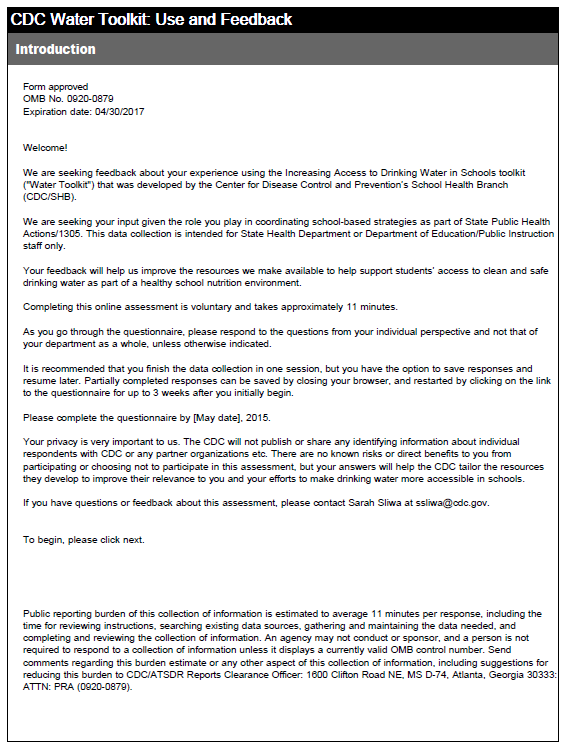 CDC Water Toolkit: Use and Feedback
Introduction
Form approved
OMB No. 0920-0879
Expiration date: 04/30/2017
Welcome!
We are seeking feedback about your experience using the Increasing Access to Drinking Water in Schools toolkit
("Water Toolkit") that was developed by the Center for Disease Control and Prevention's School Health Branch
(CDC/SHB).
We are seeking your input given the role you play in coordinating school-based strategies as part of State Public Health
Actions/1305. This data collection is intended for State Health Department or Department of Education/Public Instruction
staff only.
Your feedback will help us improve the resources we make available to help support students' access to clean and safe
drinking water as part of a healthy school nutrition environment.
Completing this online assessment is voluntary and takes approximately 11 minutes.
As you go through the questionnaire, please respond to the questions from your individual perspective and not that of
your department as a whole, unless otherwise indicated.
It is recommended that you finish the data collection in one session, but you have the option to save responses and
resume later. Partially completed responses can be saved by closing your browser, and restarted by clicking on the link
to the questionnaire for up to 3 weeks after you initially begin.
Please complete the questionnaire by [May date], 2015.
Your privacy is very important to us. The CDC will not publish or share any identifying information about individual
respondents with CDC or any partner organizations etc. There are no known risks or direct benefits to you from
participating or choosing not to participate in this assessment, but your answers will help the CDC tailor the resources
they develop to improve their relevance to you and your efforts to make drinking water more accessible in schools.
If you have questions or feedback about this assessment, please contact Sarah Sliwa at ssliwa@cdc.gov.
To begin, please click next.
Public reporting burden of this collection of information is estimated to average 11 minutes per response, including the
time for reviewing instructions, searching existing data sources, gathering and maintaining the data needed, and
completing and reviewing the collection of information. An agency may not conduct or sponsor, and a person is not
required to respond to a collection of information unless it displays a currently valid OMB control number. Send
comments regarding this burden estimate or any other aspect of this collection of information, including suggestions for
reducing this burden to CDC/ATSDR Reports Clearance Officer: 1600 Clifton Road NE, MS D-74, Atlanta, Georgia 30333:
ATTN: PRA (0920-0879).